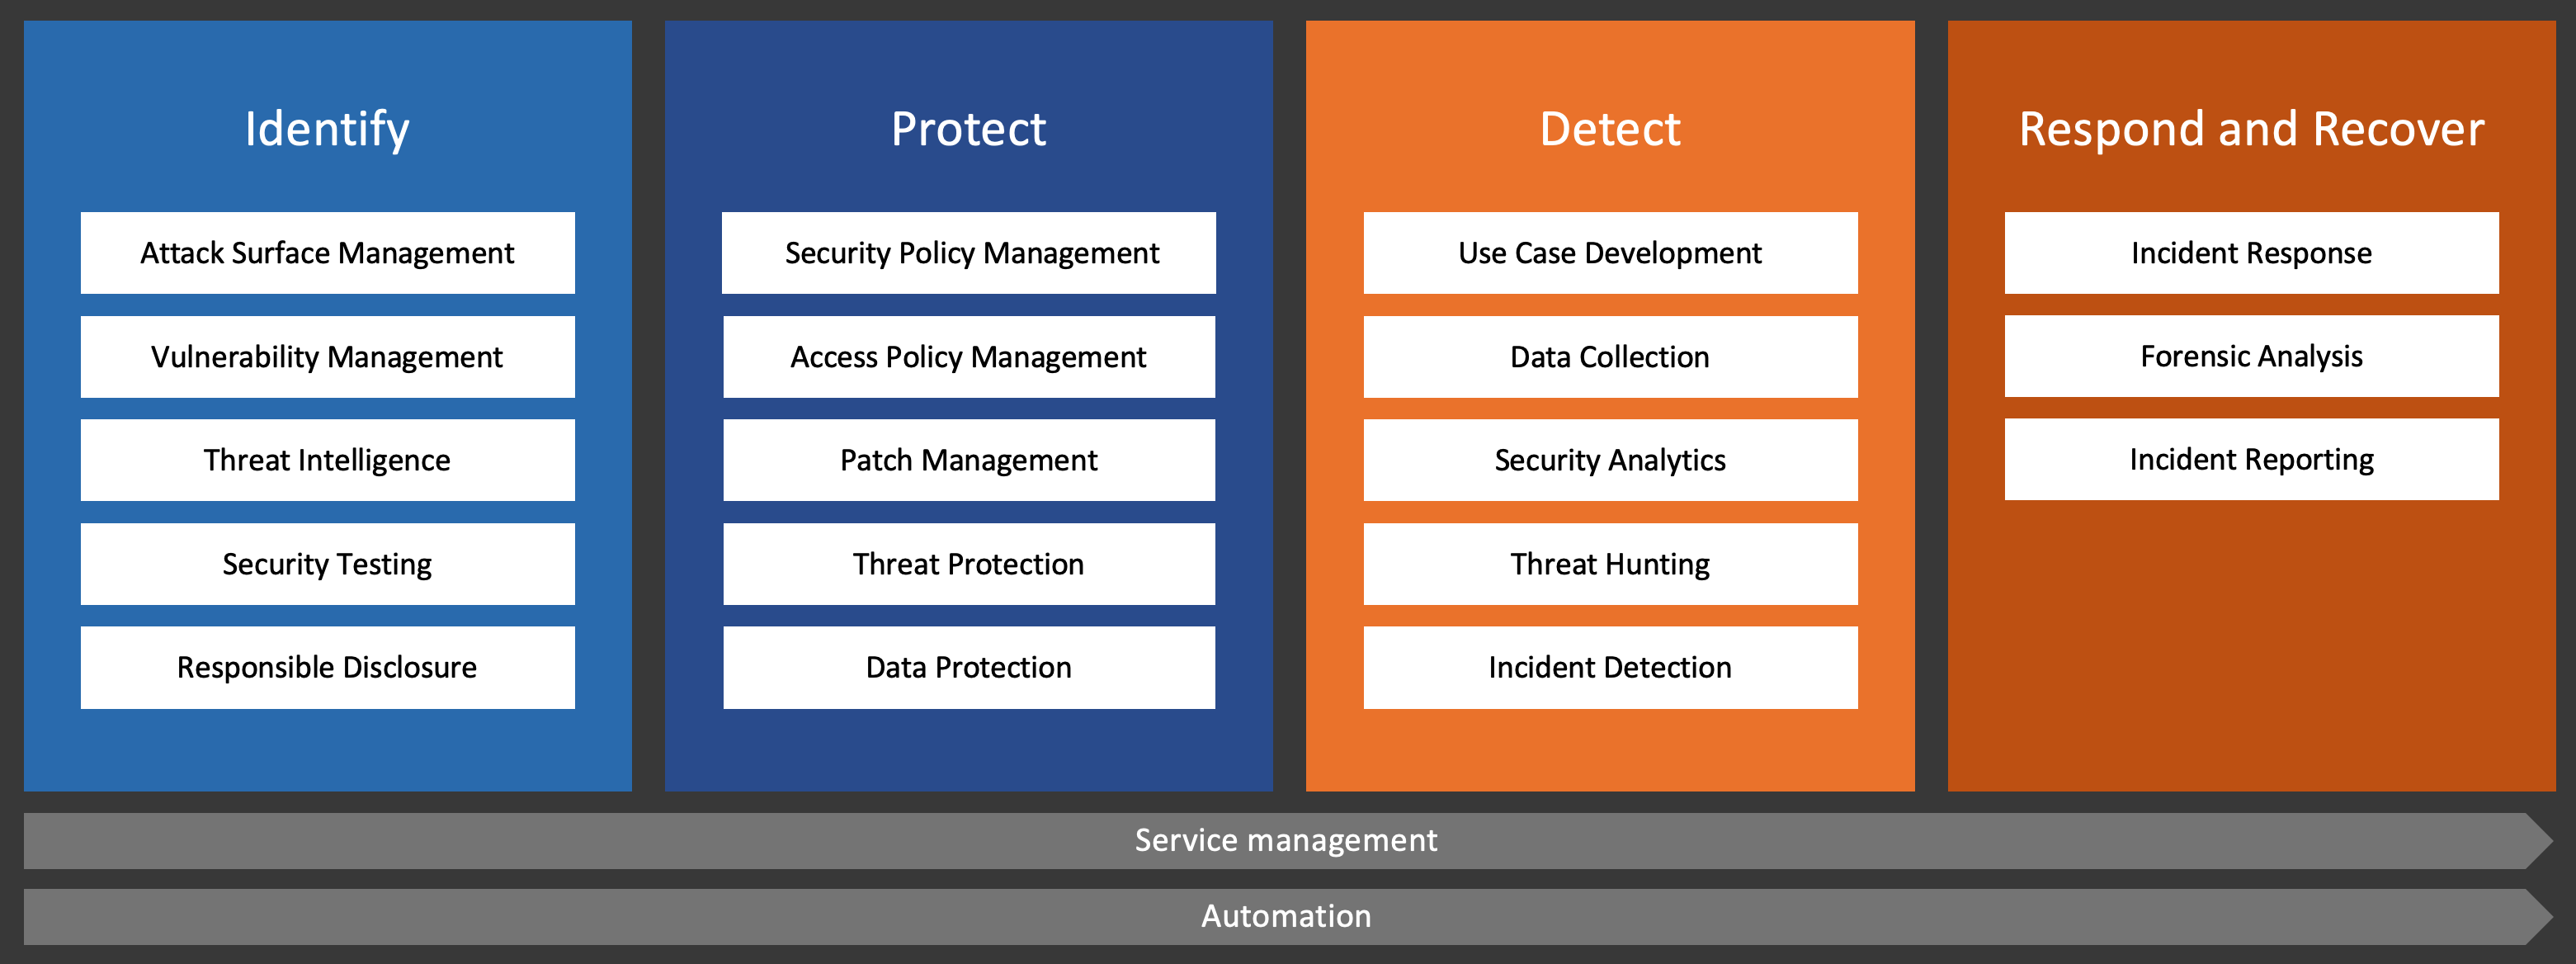 Identify
Attack Surface Management
Vulnerability Management
Threat Intelligence
Security Testing
Responsible Disclosure
Protect
Security Policy Management
Access Policy Management
Patch Management
Threat Protection
Data Protection
Detect
Use Case Development
Data Collection
Security Analytics
Threat Hunting
Incident Detection
Respond and Recover
Incident Response
Forensic Analysis
Incident Reporting
Service management
Automation